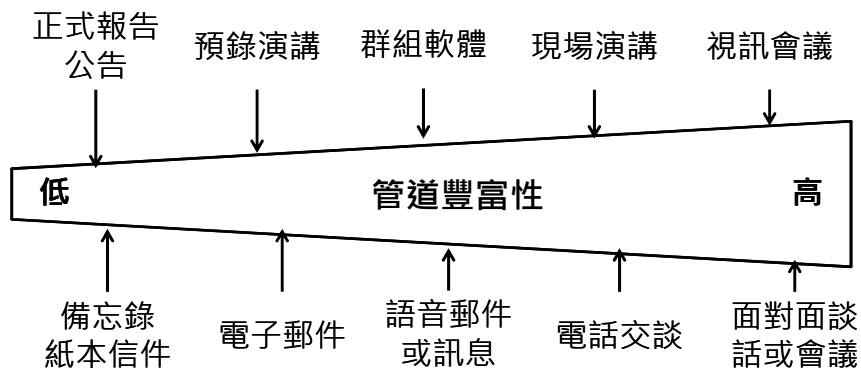 正式報告
公告
預錄演講
群組軟體
現場演講
視訊會議
低
管道豐富性
高
備忘錄
紙本信件
電子郵件
語音郵件
或訊息
電話交談
面對面談
話或會議